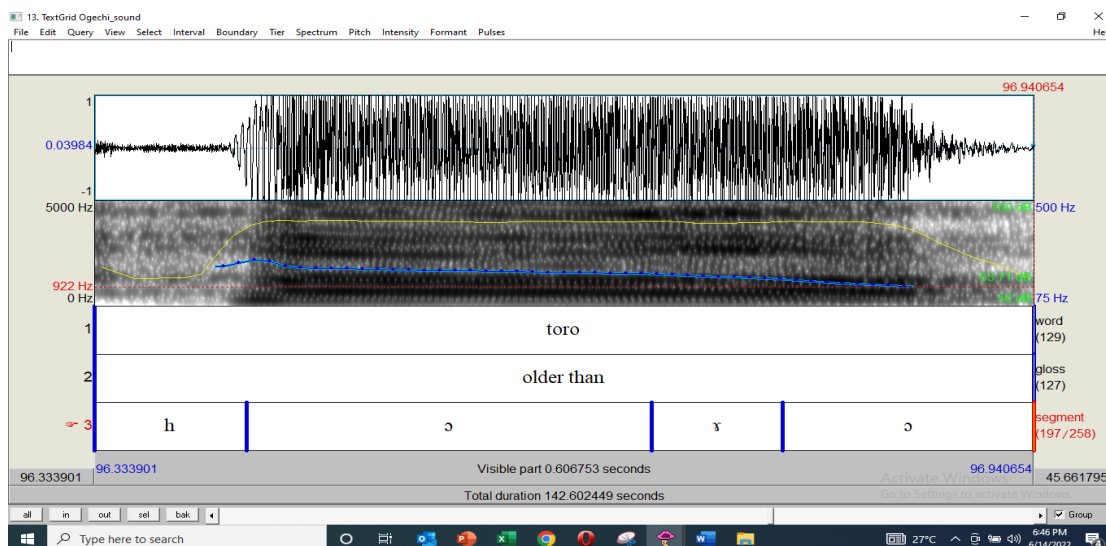 13. TextGrid Ogechi_sound
File Edit Query View Select Interval Boundary Tier Spectrum Pitch Intensity Formant Pulses He
96.940654
1
0.03984
-1
5000 Hz 500 Hz
922 Hz
0 Hz 75 Hz
1 toro word (129)
2 older than gloss (127)
3 h ɔ ɤ ɔ segment (197/258)
96.333901 96.333901 Visible part 0.606753 seconds 96.940654 45.661795
Total duration 142.602449 seconds
Activate Windows
Go to Settings to activate Windows.
all in out sel bak Group
Type here to search 27°C 6:46 PM
6/14/2022